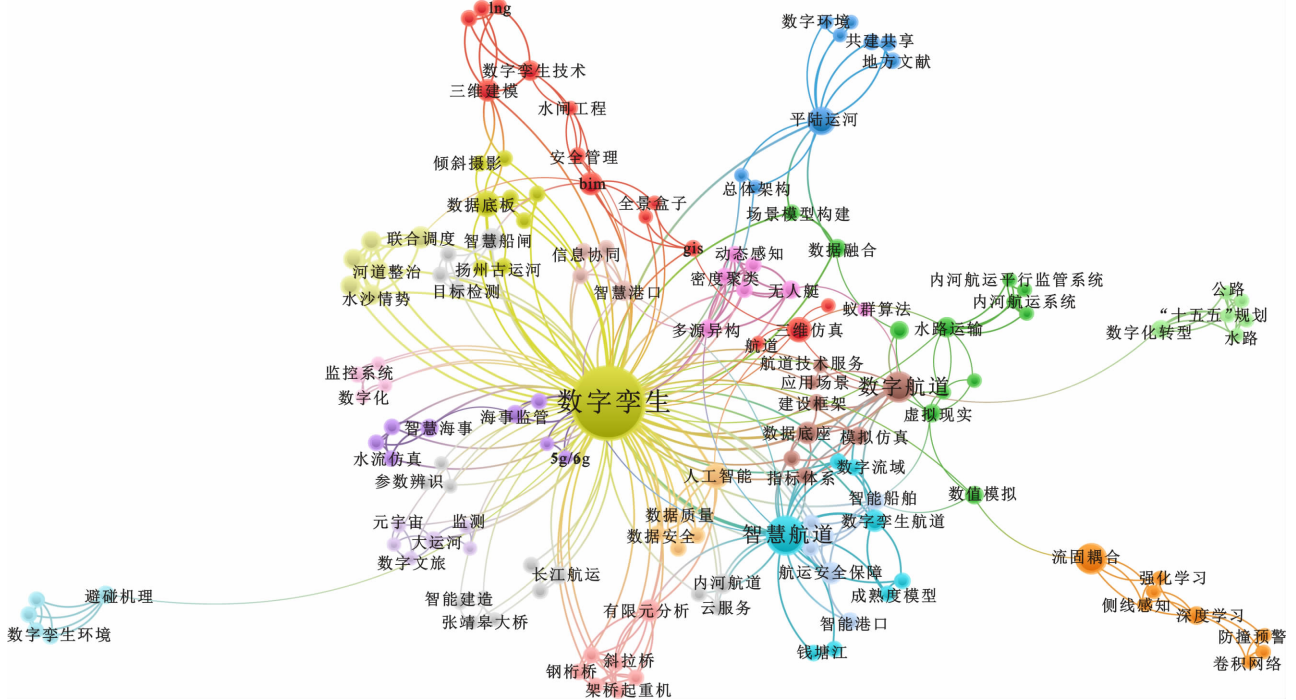 lng
数字环境
共建共享
地方文献
数字孪生技术
三维建模
水闸工程
平陆运河
倾斜摄影
安全管理
bim
总体架构
数据底板
全景盒子
场景模型构建
联合调度
智慧船闸
信息协同
gis
动态感知
数据融合
河道整治
扬州古运河
密度聚类
内河航运平行监管系统
水沙情势
目标检测
智慧港口
无人艇
内河航运系统
公路
多源异构
三维仿真
蚁群算法
水路运输
“十五五”规划
数字化转型
水路
航道
航道技术服务
监控系统
应用场景
数字航道
数字化
数字孪生
建设框架
海事监管
虚拟现实
智慧海事
数据底座
模拟仿真
水流仿真
5g/6g
数字流域
参数辨识
人工智能
指标体系
智能船舶
数值模拟
元宇宙
监测
数据质量
数字孪生航道
大运河
数据安全
智慧航道
数字文旅
流固耦合
长江航运
航运安全保障
强化学习
避碰机理
内河航道
成熟度模型
智能建造
有限元分析
云服务
侧线感知
深度学习
张靖皋大桥
智能港口
数字孪生环境
防撞预警
斜拉桥
钱塘江
卷积网络
钢桁桥
架桥起重机